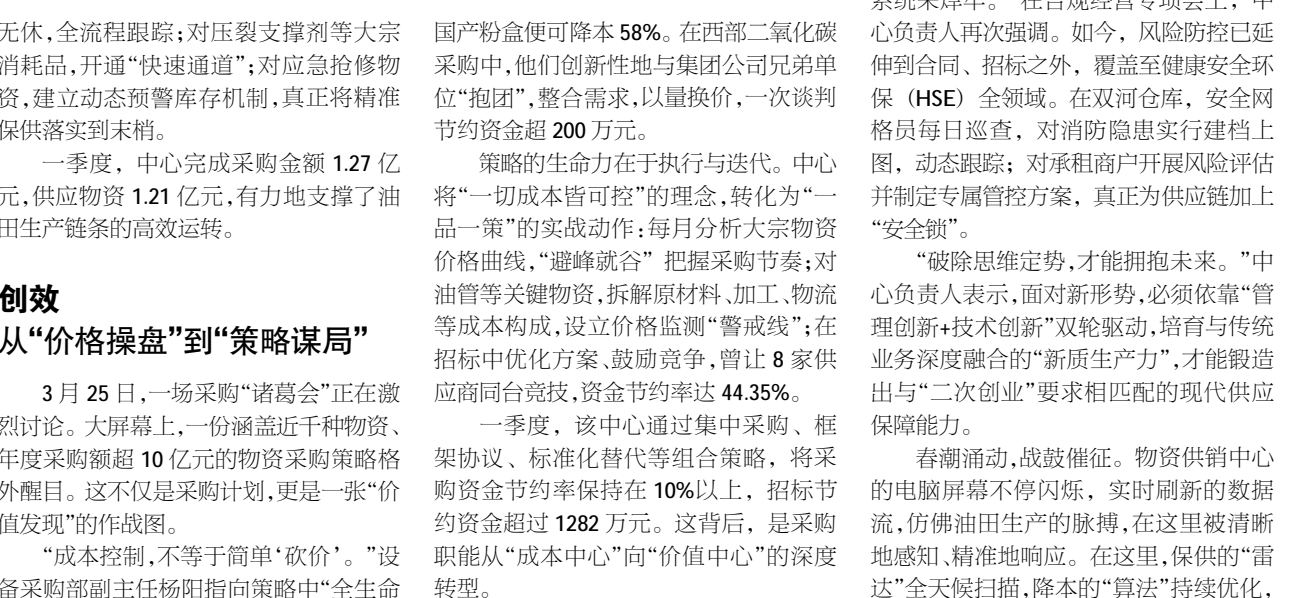 无休，全流程跟踪；对压裂支撑剂等大宗
消耗品，开通“快速通道”；对应急抢修物
资，建立动态预警库存机制，真正将精准
保供落实到末梢。
一季度，中心完成采购金额 1.27 亿
元，供应物资 1.21 亿元，有力地支撑了油
田生产链条的高效运转。
创效
从“价格操盘”到“策略谋局”
3 月 25 日，一场采购“诸葛会”正在激
烈讨论。大屏幕上，一份涵盖近千种物资、
年度采购额超 10 亿元的物资采购策略格
外醒目。这不仅是采购计划，更是一张“价
值发现”的作战图。
“成本控制，不等于简单‘砍价’。”设
备采购部副主任杨阳指向策略中“全生命
国产粉盒便可降本 58%。在西部二氧化碳
采购中，他们创新性地与集团公司兄弟单
位“抱团”，整合需求，以量换价，一次谈判
节约资金超 200 万元。
策略的生命力在于执行与迭代。中心
将“一切成本皆可控”的理念，转化为“一
品一策”的实战动作：每月分析大宗物资
价格曲线，“避峰就谷”把握采购节奏；对
油管等关键物资，拆解原材料、加工、物流
等成本构成，设立价格监测“警戒线”；在
招标中优化方案、鼓励竞争，曾让 8 家供
应商同台竞技，资金节约率达 44.35%。
一季度，该中心通过集中采购、框
架协议、标准化替代等组合策略，将采
购资金节约率保持在 10%以上，招标节
约资金超过 1282 万元。这背后，是采购
职能从“成本中心”向“价值中心”的深度
转型。
系统来焊牢。”在合规经营专项会上，中
心负责人再次强调。如今，风险防控已延
伸到合同、招标之外，覆盖至健康安全环
保（HSE）全领域。在双河仓库，安全网
格员每日巡查，对消防隐患实行建档上
图，动态跟踪；对承租商户开展风险评估
并制定专属管控方案，真正为供应链加上
“安全锁”。
“破除思维定势，才能拥抱未来。”中
心负责人表示，面对新形势，必须依靠“管
理创新+技术创新”双轮驱动，培育与传统
业务深度融合的“新质生产力”，才能锻造
出与“二次创业”要求相匹配的现代供应
保障能力。
春潮涌动，战鼓催征。物资供销中心
的电脑屏幕不停闪烁，实时刷新的数据
流，仿佛油田生产的脉搏，在这里被清晰
地感知、精准地响应。在这里，保供的“雷
达”全天候扫描，降本的“算法”持续优化，